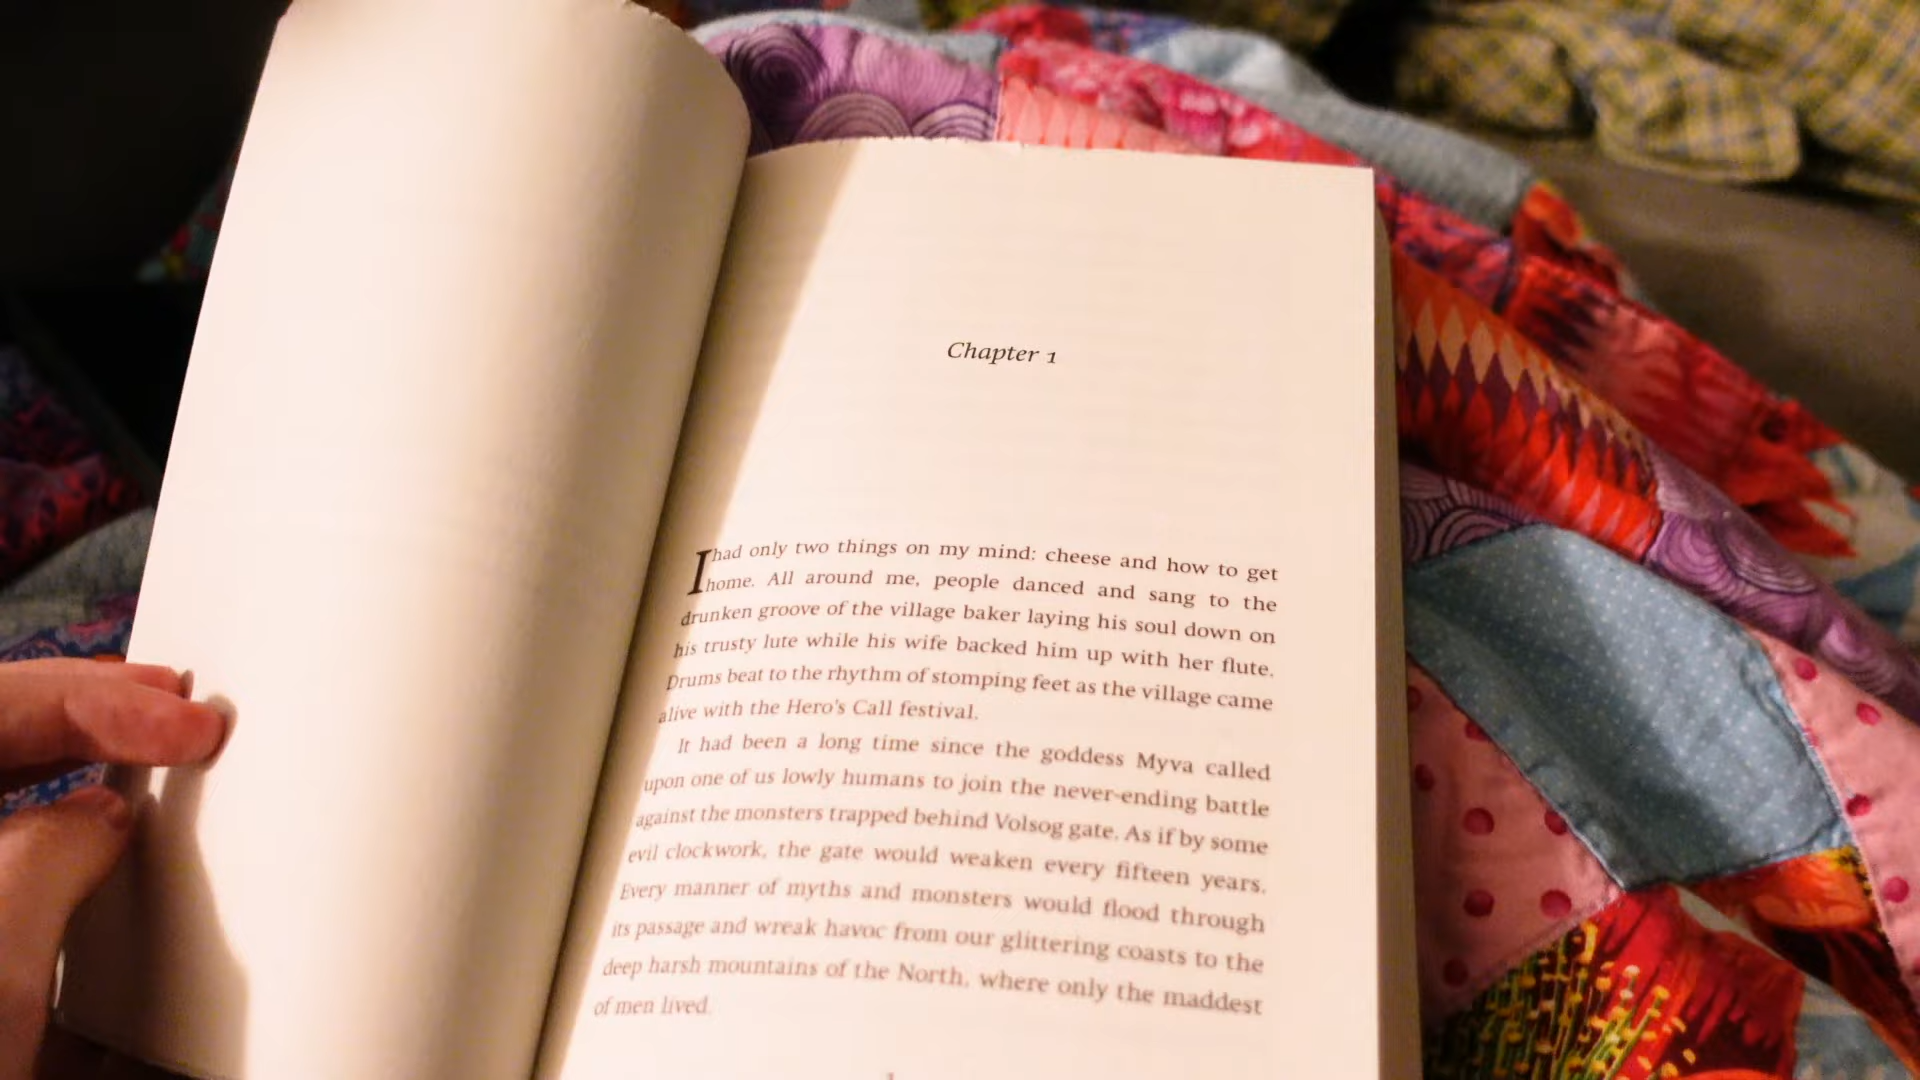 Chapter 1
I had only two things on my mind: cheese and how to get
home. All around me, people danced and sang to the
drunken groove of the village baker laying his soul down on
his trusty lute while his wife backed him up with her flute.
Drums beat to the rhythm of stomping feet as the village came
alive with the Hero's Call festival.
It had been a long time since the goddess Myva called
upon one of us lowly humans to join the never-ending battle
against the monsters trapped behind Volsog gate. As if by some
evil clockwork, the gate would weaken every fifteen years.
Every manner of myths and monsters would flood through
its passage and wreak havoc from our glittering coasts to the
deep harsh mountains of the North, where only the maddest
of men lived.